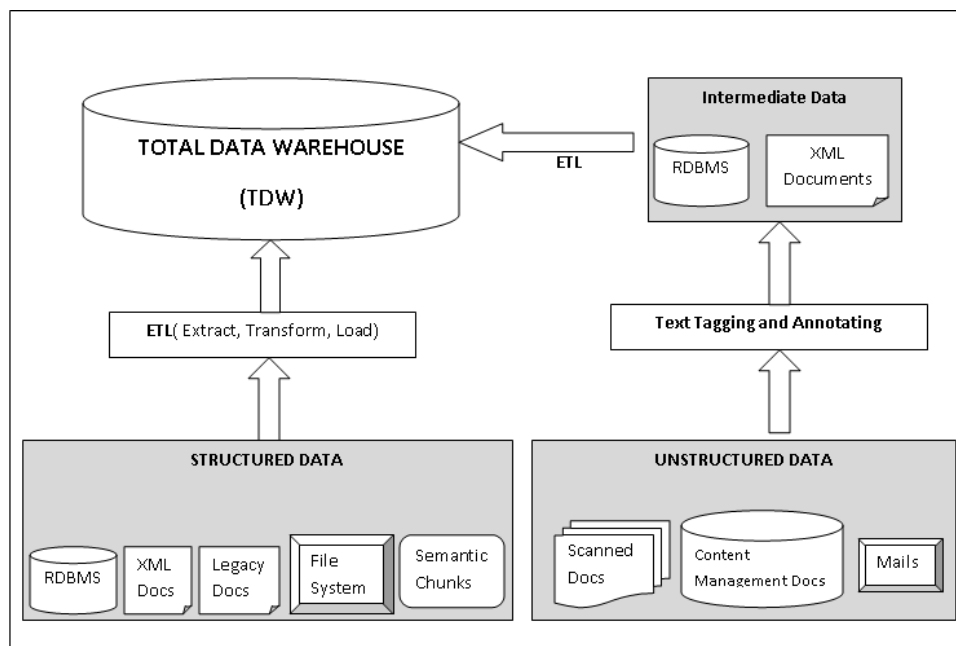 TOTAL DATA WAREHOUSE
(TDW)
ETL
Intermediate Data
RDBMS
XML
Documents
ETL( Extract, Transform, Load)
Text Tagging and Annotating
STRUCTURED DATA
RDBMS
XML
Docs
Legacy
Docs
File
System
Semantic
Chunks
UNSTRUCTURED DATA
Scanned
Docs
Content
Management Docs
Mails